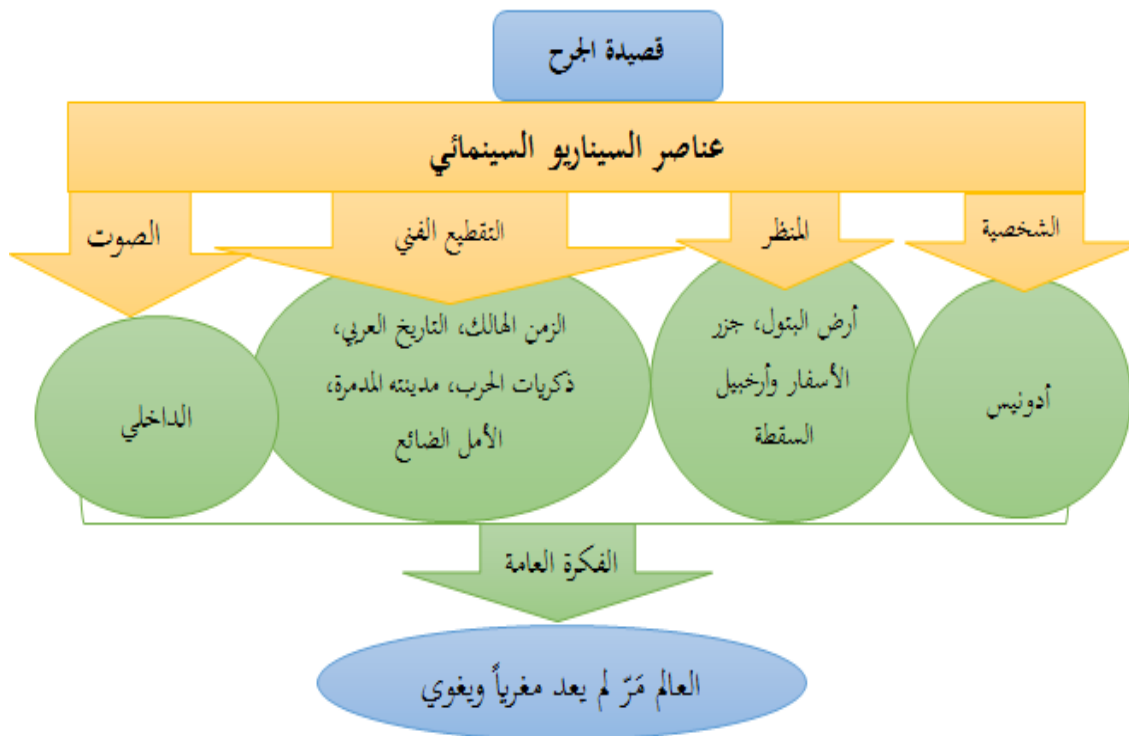 قصيدة الجرح
عناصر السيناريو السينمائي
الشخصية
المنظر
التقطيع الفني
الصوت
أدونيس
أرض البتول، جزر
الأسفار وأرخبيل
السقطة
الزمن الهالك، التاريخ العربي،
ذكريات الحرب، مدينته المدمرة،
الأمل الضائع
الداخلي
الفكرة العامة
العالم مَرّ لم يعد مغرياً ويغوي